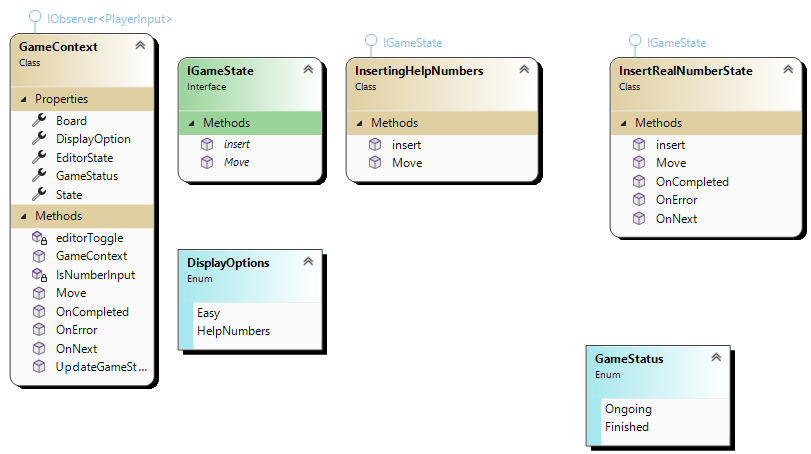 IObserver<PlayerInput>
GameContext
Class
Properties
Board
DisplayOption
EditorState
GameStatus
State
Methods
editorToggle
GameContext
IsNumberInput
Move
OnCompleted
OnError
OnNext
UpdateGameSt...
IGameState
Interface
Methods
insert
Move
DisplayOptions
Enum
Easy
HelpNumbers
IGameState
InsertingHelpNumbers
Class
Methods
insert
Move
IGameState
InsertRealNumberState
Class
Methods
insert
Move
OnCompleted
OnError
OnNext
GameStatus
Enum
Ongoing
Finished